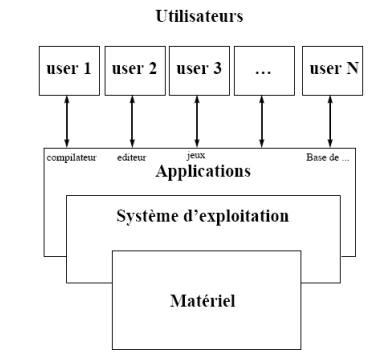 Utilisateurs
user 1 user 2 user 3 ... user N
compilateur editeur jeux Base de ...
Applications
Système d'exploitation
Matériel